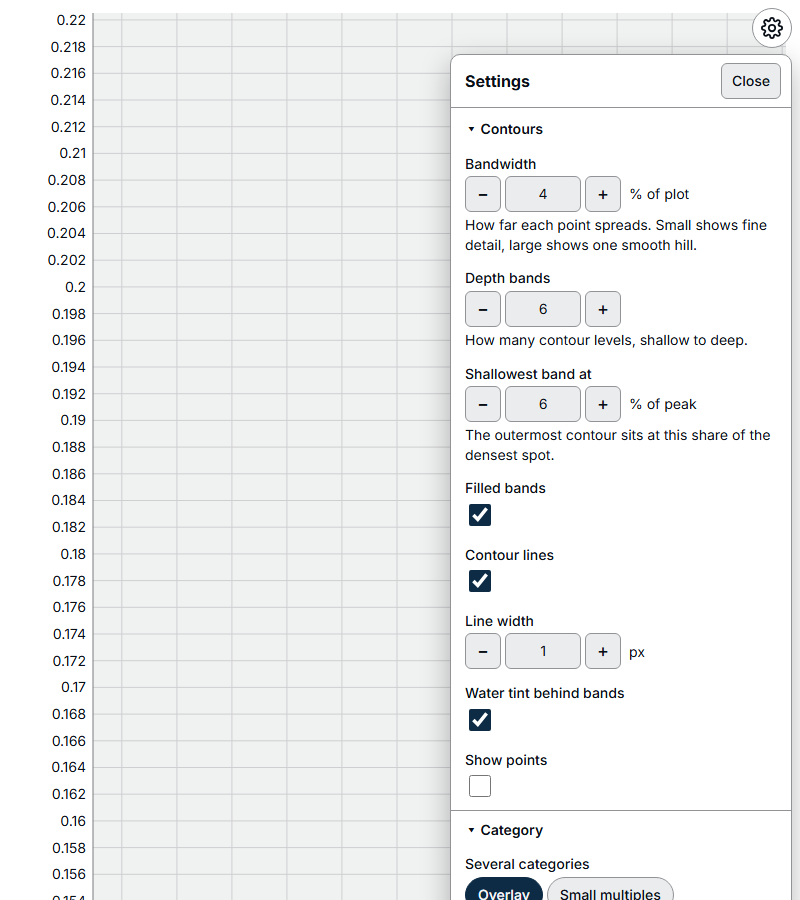 0.22
0.218
0.216
0.214
0.212
0.21
0.208
0.206
0.204
0.202
0.2
0.198
0.196
0.194
0.192
0.19
0.188
0.186
0.184
0.182
0.18
0.178
0.176
0.174
0.172
0.17
0.168
0.166
0.164
0.162
0.16
0.158
0.156
0.154
Settings
Close
Contours
Bandwidth
− 4 + % of plot
How far each point spreads. Small shows fine
detail, large shows one smooth hill.
Depth bands
− 6 +
How many contour levels, shallow to deep.
Shallowest band at
− 6 + % of peak
The outermost contour sits at this share of the
densest spot.
Filled bands
Contour lines
Line width
− 1 + px
Water tint behind bands
Show points
Category
Several categories
Overlay Small multiples